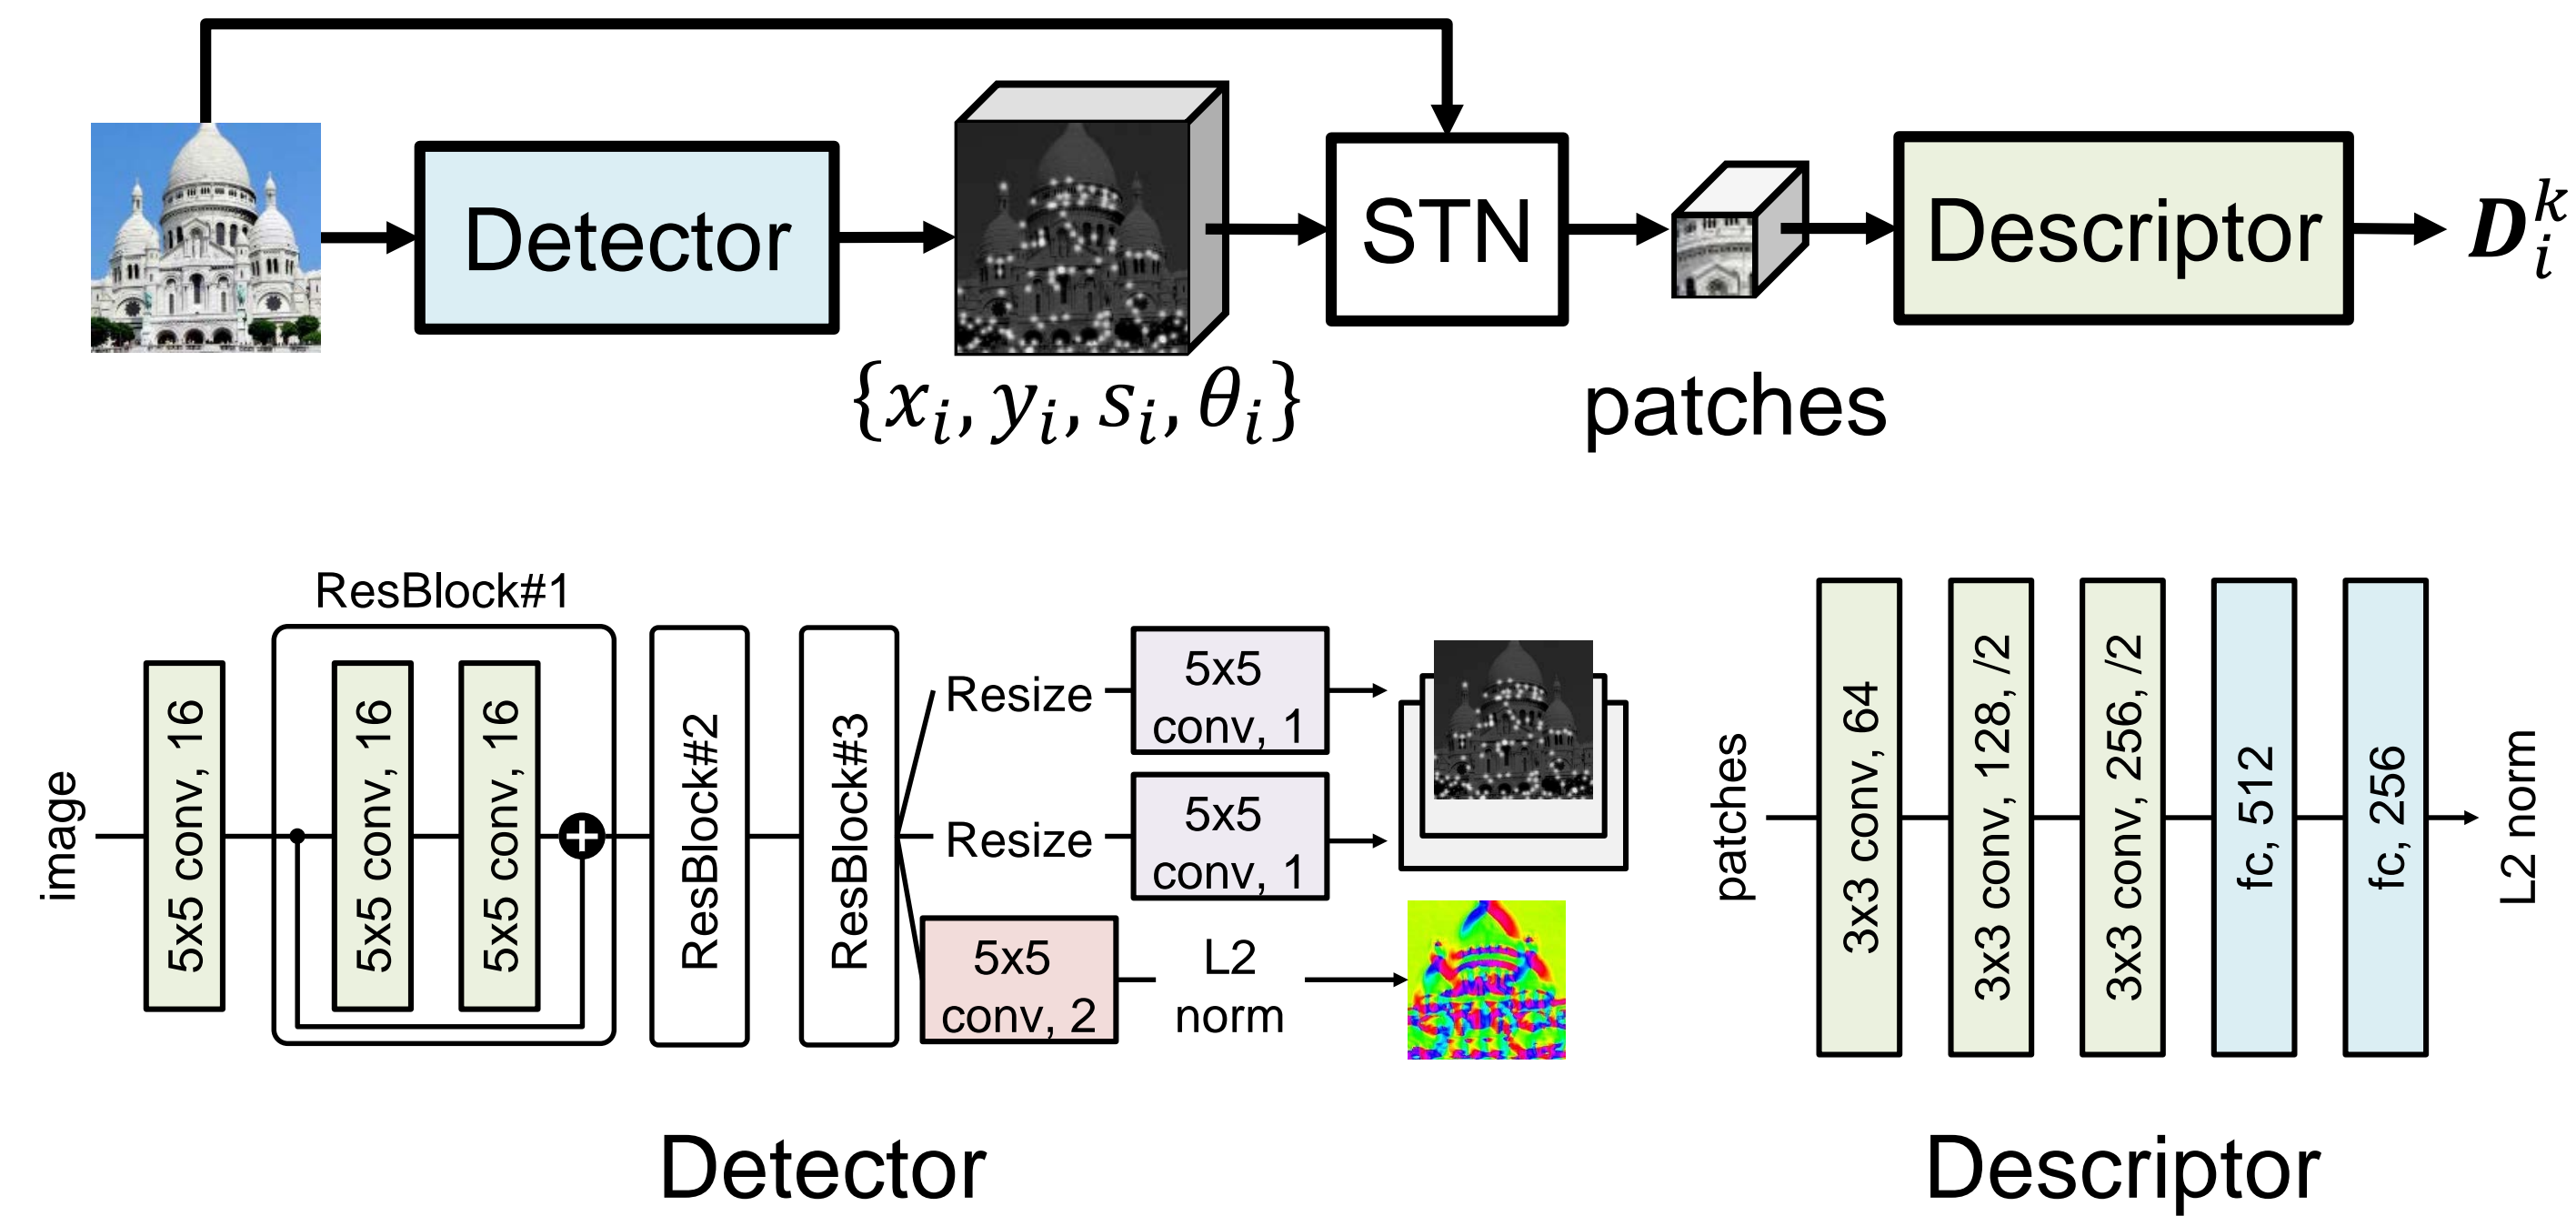 Detector
STN
Descriptor
$\boldsymbol{D}_i^k$
{x_i, y_i, s_i, θ_i}
patches
ResBlock#1
image
5x5 conv, 16
5x5 conv, 16
5x5 conv, 16
ResBlock#2
ResBlock#3
Resize
5x5
conv, 1
Resize
5x5
conv, 1
5x5
conv, 2
L2
norm
patches
3x3 conv, 64
3x3 conv, 128, /2
3x3 conv, 256, /2
fc, 512
fc, 256
L2 norm
Detector
Descriptor